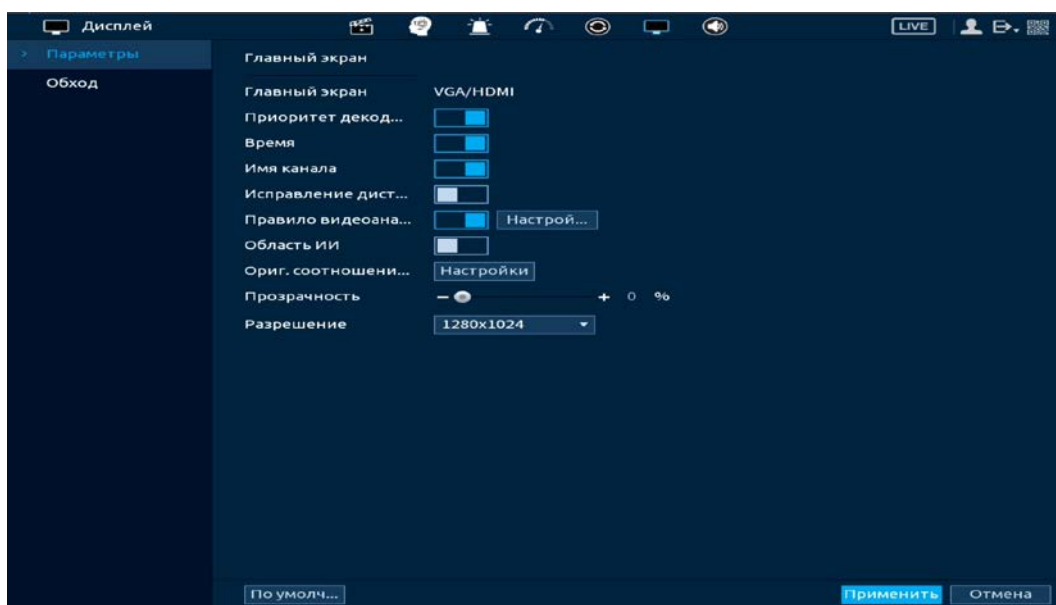 Дисплей
LIVE
Параметры
Обход
Главный экран
Главный экран VGA/HDMI
Приоритет декод...
Время
Имя канала
Исправление дист...
Правило видеоана... Настрой...
Область ИИ
Ориг. соотношени... Настройки
Прозрачность − + 0 %
Разрешение 1280x1024
По умолч... Применить Отмена